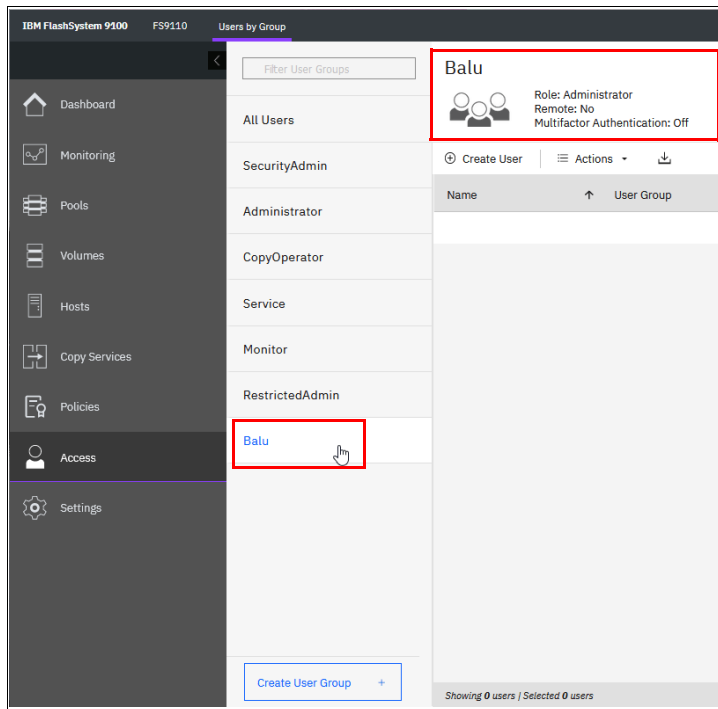 IBM FlashSystem 9100 FS9110 Users by Group
Filter User Groups
Balu
Role: Administrator
Remote: No
Multifactor Authentication: Off
Dashboard
Monitoring
Pools
Volumes
Hosts
Copy Services
Policies
Access
Settings
All Users
SecurityAdmin
Administrator
CopyOperator
Service
Monitor
RestrictedAdmin
Balu
Create User Group +
Create User Actions
Name User Group
Showing 0 users | Selected 0 users